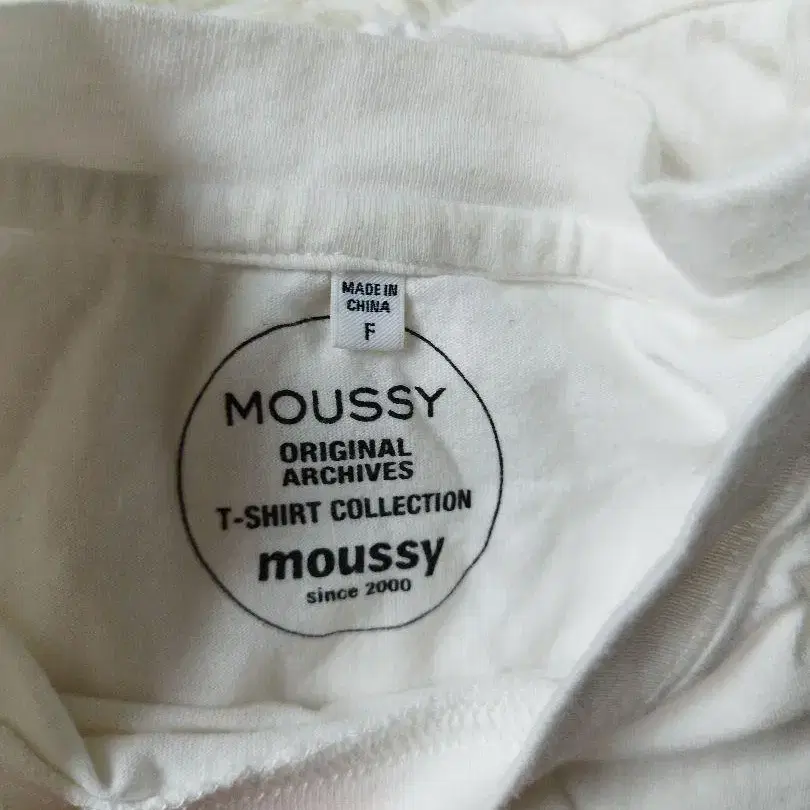 MADE IN
CHINA
F
MOUSSY
ORIGINAL
ARCHIVES
T-SHIRT COLLECTION
moussy
since 2000